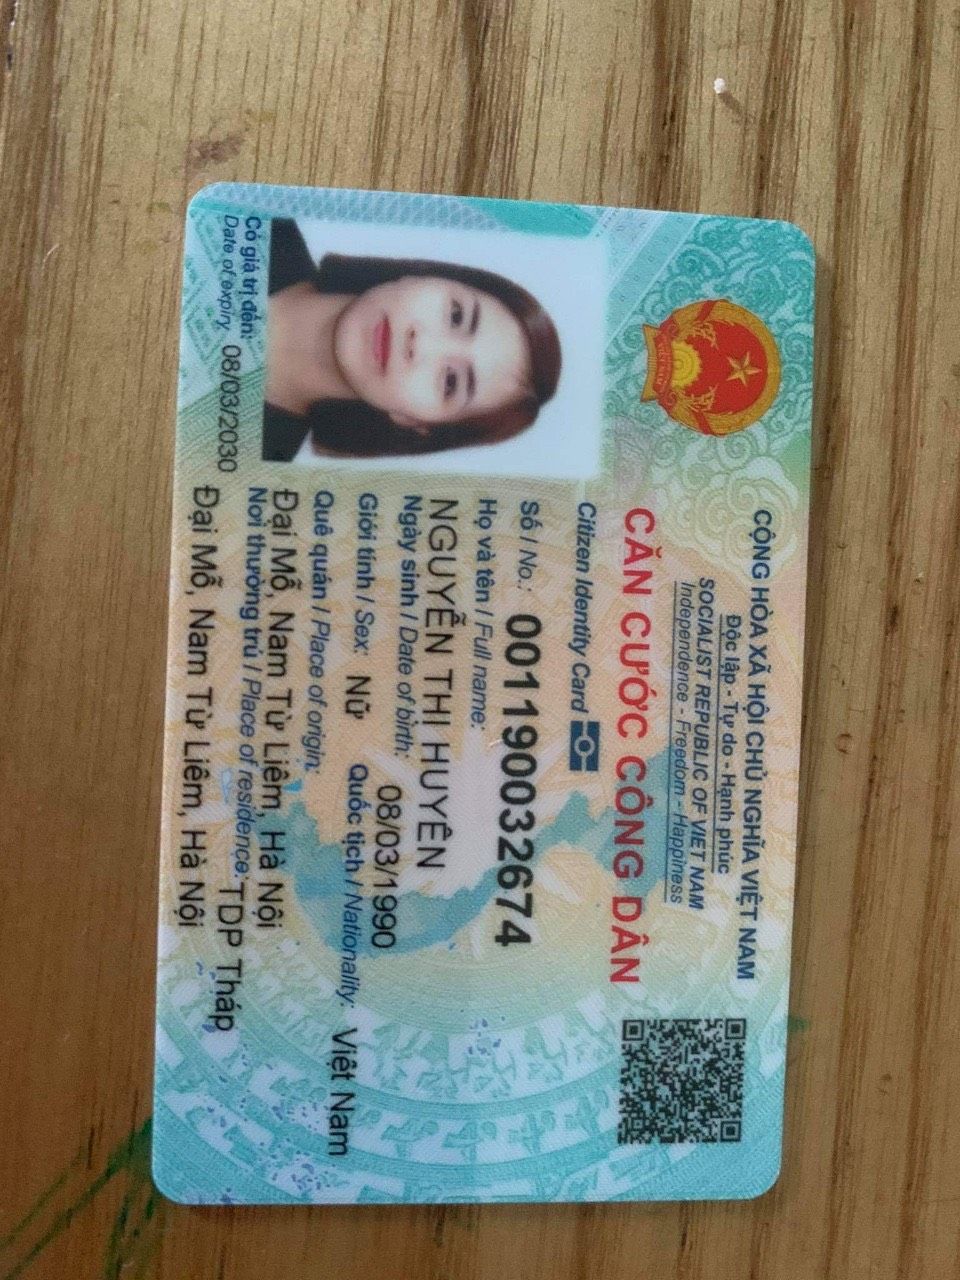 CỘNG HÒA XÃ HỘI CHỦ NGHĨA VIỆT NAM
Độc lập - Tự do - Hạnh phúc
SOCIALIST REPUBLIC OF VIET NAM
Independence - Freedom - Happiness
CĂN CƯỚC CÔNG DÂN
Citizen Identity Card
Số / No.: 001190032674
Họ và tên / Full name:
NGUYỄN THỊ HUYÊN
Ngày sinh / Date of birth: 08/03/1990
Giới tính / Sex: Nữ Quốc tịch / Nationality: Việt Nam
Quê quán / Place of origin:
Đại Mỗ, Nam Từ Liêm, Hà Nội
Nơi thường trú / Place of residence: TDP Tháp
Đại Mỗ, Nam Từ Liêm, Hà Nội
Có giá trị đến: 08/03/2030
Date of expiry